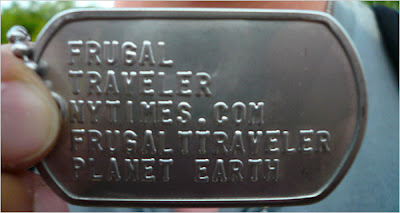 FRUGAL
TRAVELER
NYTIMES.COM
FRUGALTTRAVELER
PLANET EARTH